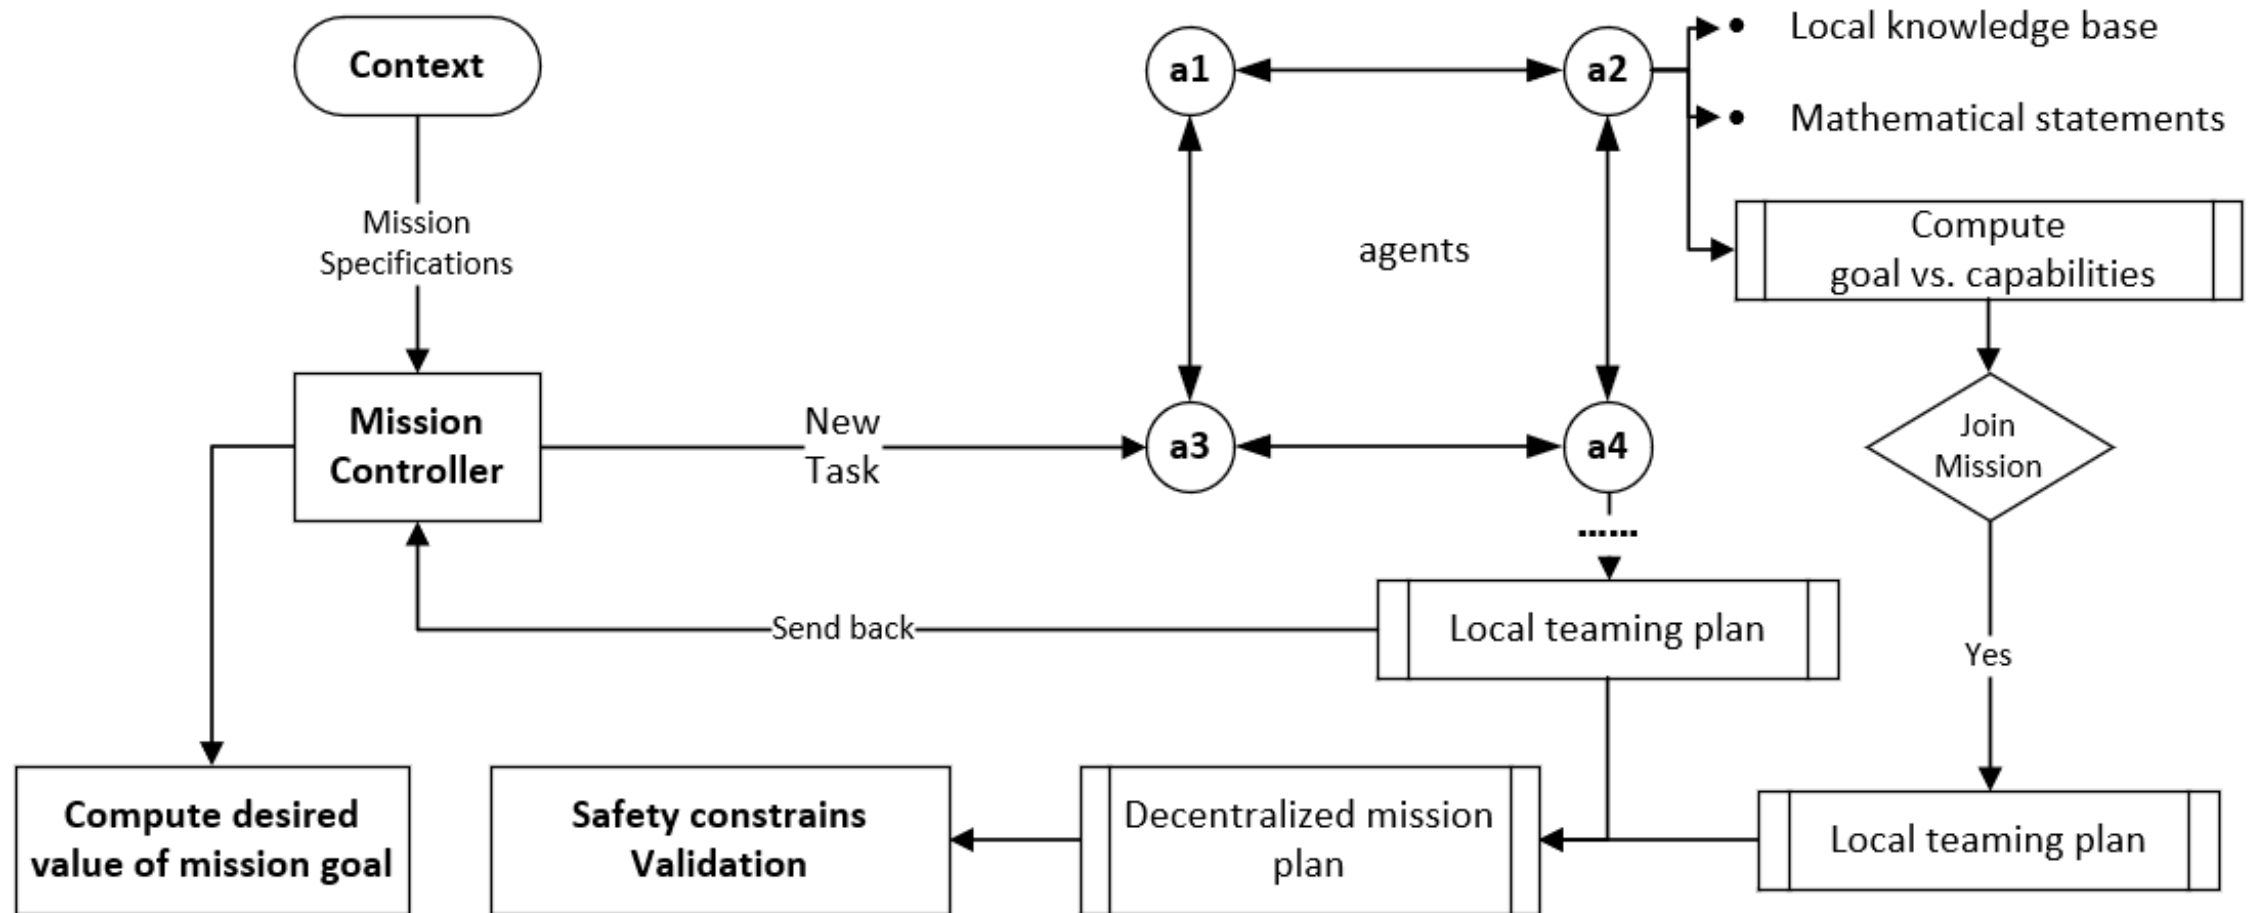 Context
a1
a2
• Local knowledge base
• Mathematical statements
Mission
Specifications
agents
Compute
goal vs. capabilities
Mission
Controller
New
Task
a3
a4
Join
Mission
......
Send back
Local teaming plan
Yes
Compute desired
value of mission goal
Safety constrains
Validation
Decentralized mission
plan
Local teaming plan